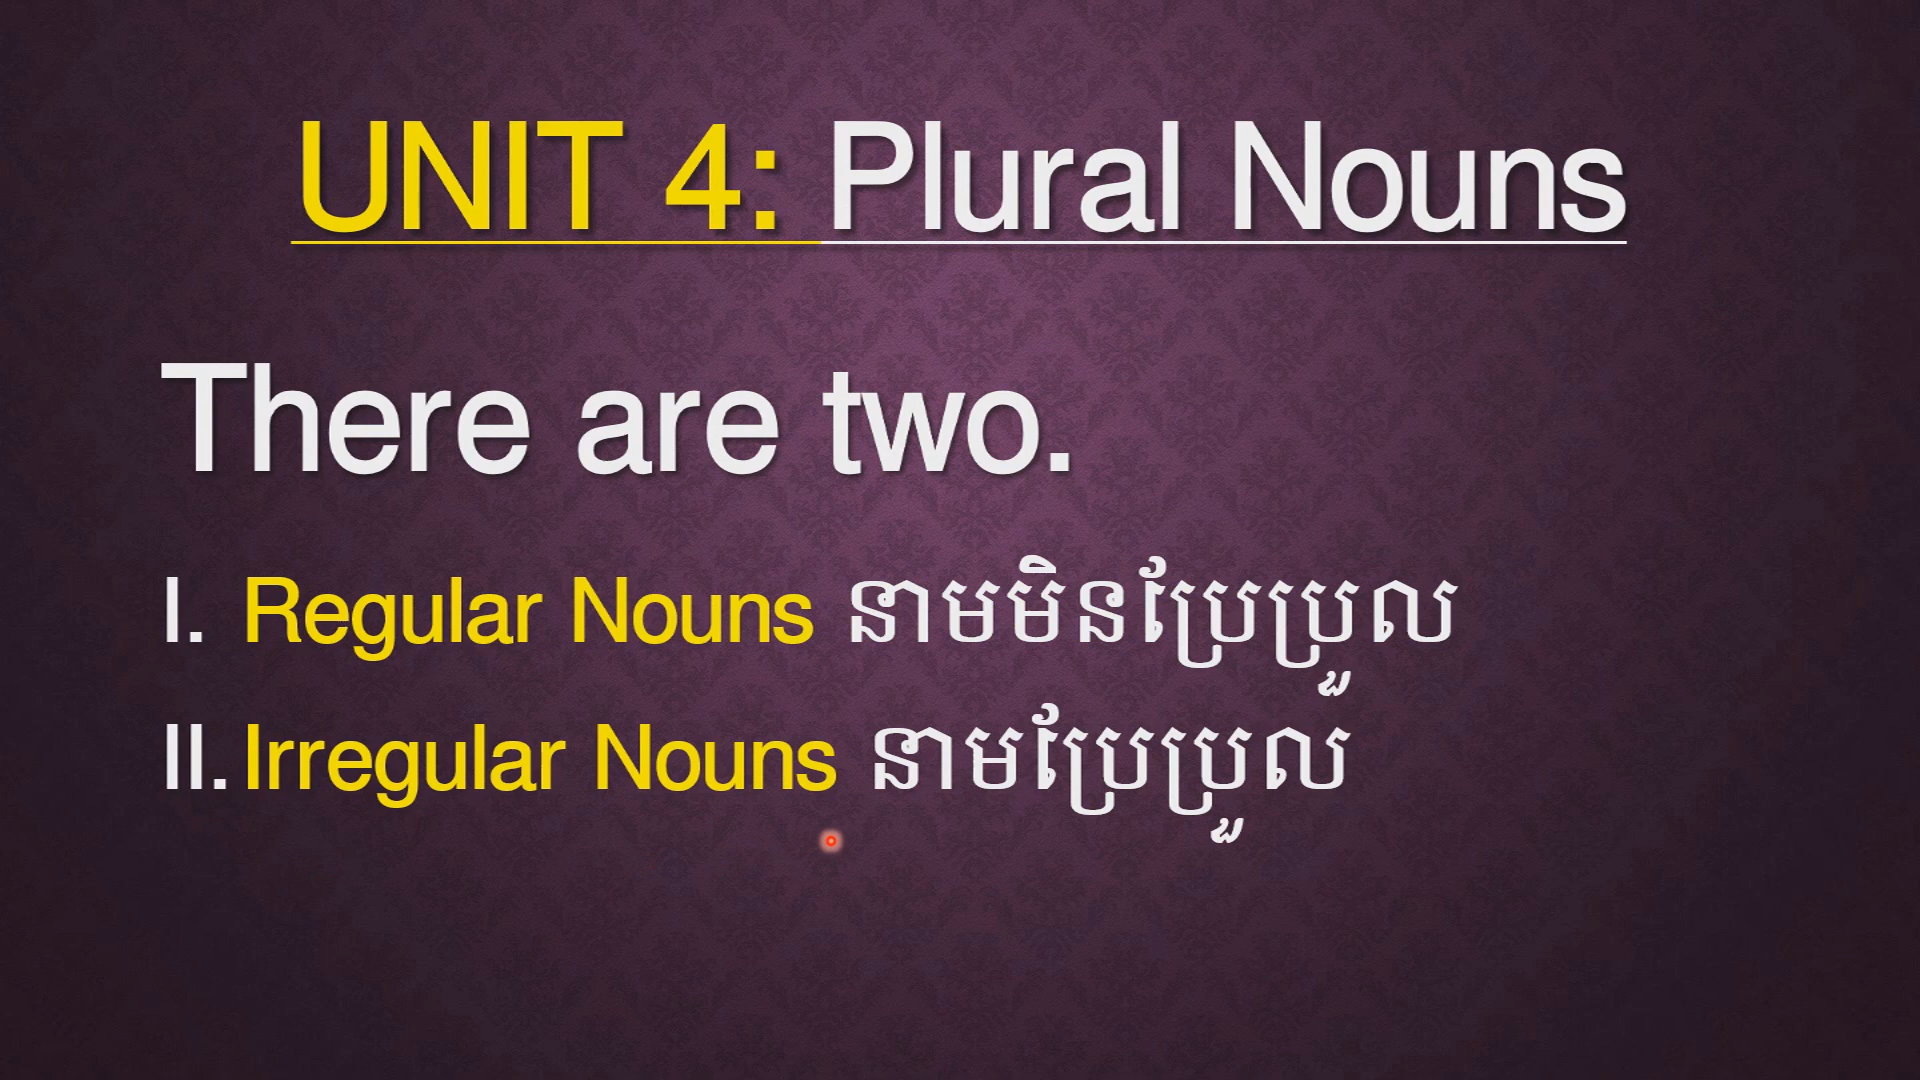 UNIT 4: Plural Nouns
There are two.
I. Regular Nouns នាមមិនប្រែប្រួល
II. Irregular Nouns នាមប្រែប្រួល